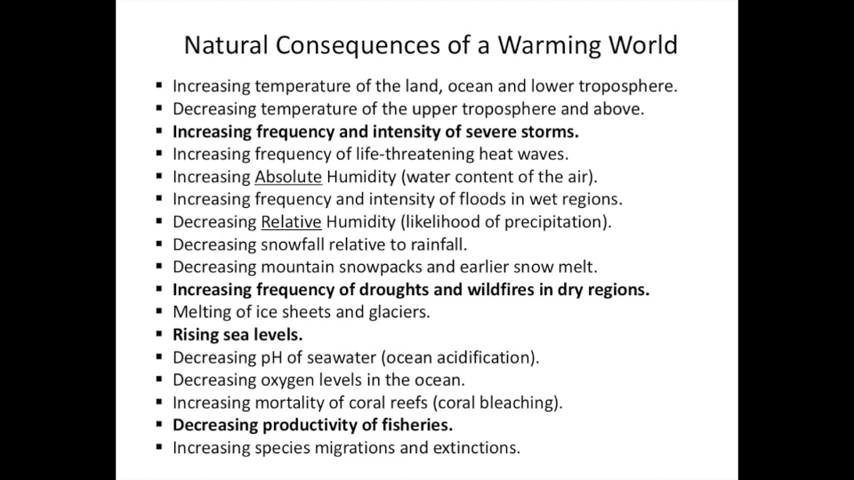 Natural Consequences of a Warming World
▪ Increasing temperature of the land, ocean and lower troposphere.
▪ Decreasing temperature of the upper troposphere and above.
▪ Increasing frequency and intensity of severe storms.
▪ Increasing frequency of life-threatening heat waves.
▪ Increasing Absolute Humidity (water content of the air).
▪ Increasing frequency and intensity of floods in wet regions.
▪ Decreasing Relative Humidity (likelihood of precipitation).
▪ Decreasing snowfall relative to rainfall.
▪ Decreasing mountain snowpacks and earlier snow melt.
▪ Increasing frequency of droughts and wildfires in dry regions.
▪ Melting of ice sheets and glaciers.
▪ Rising sea levels.
▪ Decreasing pH of seawater (ocean acidification).
▪ Decreasing oxygen levels in the ocean.
▪ Increasing mortality of coral reefs (coral bleaching).
▪ Decreasing productivity of fisheries.
▪ Increasing species migrations and extinctions.